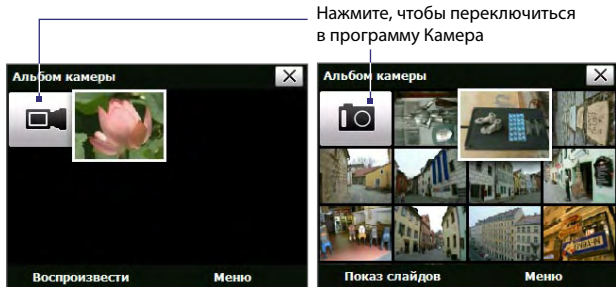 Нажмите, чтобы переключиться
в программу Камера
Альбом камеры
Воспроизвести Меню
Альбом камеры
Показ слайдов Меню